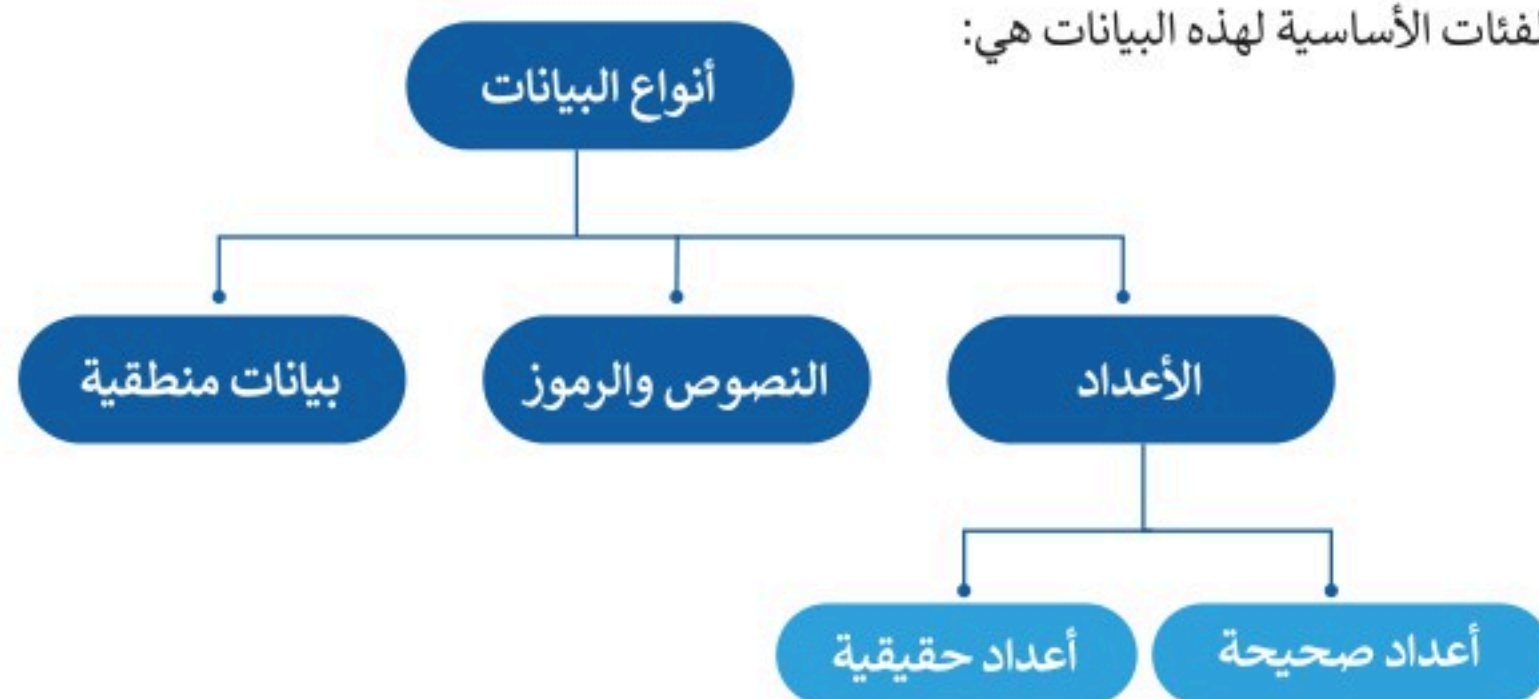 لفئات الأساسية لهذه البيانات هي:
أنواع البيانات
الأعداد
النصوص والرموز
بيانات منطقية
أعداد صحيحة
أعداد حقيقية